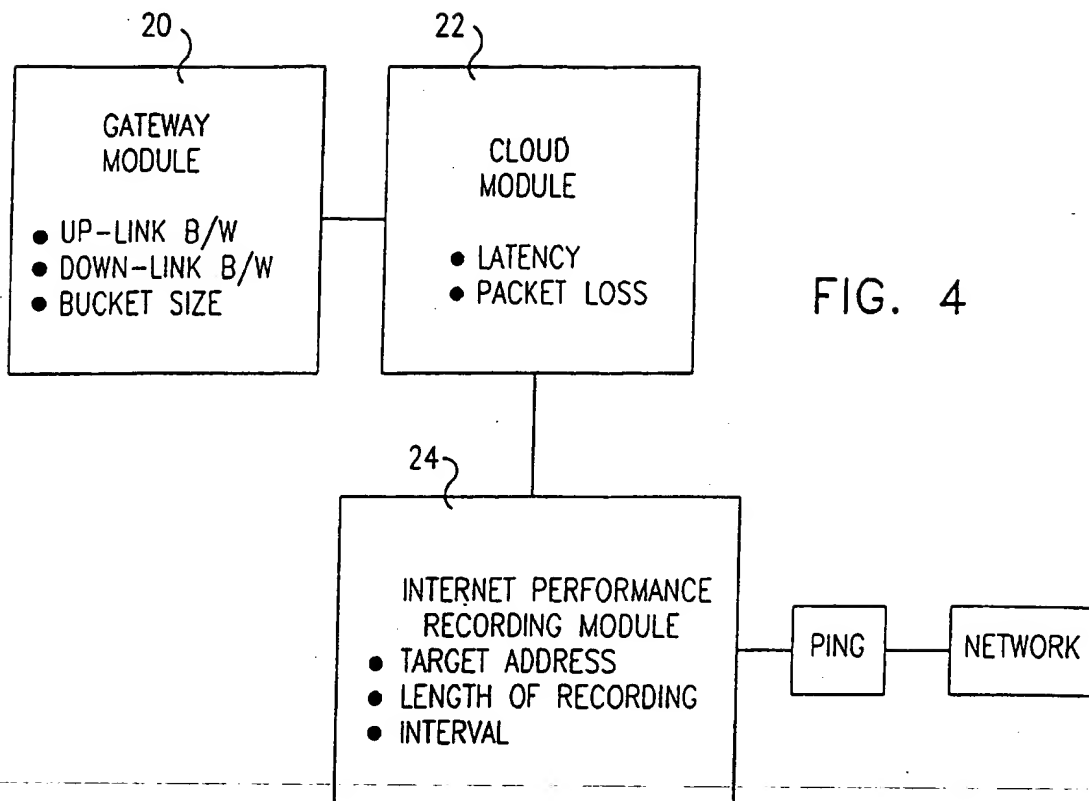 20
22
GATEWAY
MODULE
● UP-LINK B/W
● DOWN-LINK B/W
● BUCKET SIZE
CLOUD
MODULE
● LATENCY
● PACKET LOSS
FIG. 4
24
INTERNET PERFORMANCE
RECORDING MODULE
● TARGET ADDRESS
● LENGTH OF RECORDING
● INTERVAL
PING
NETWORK